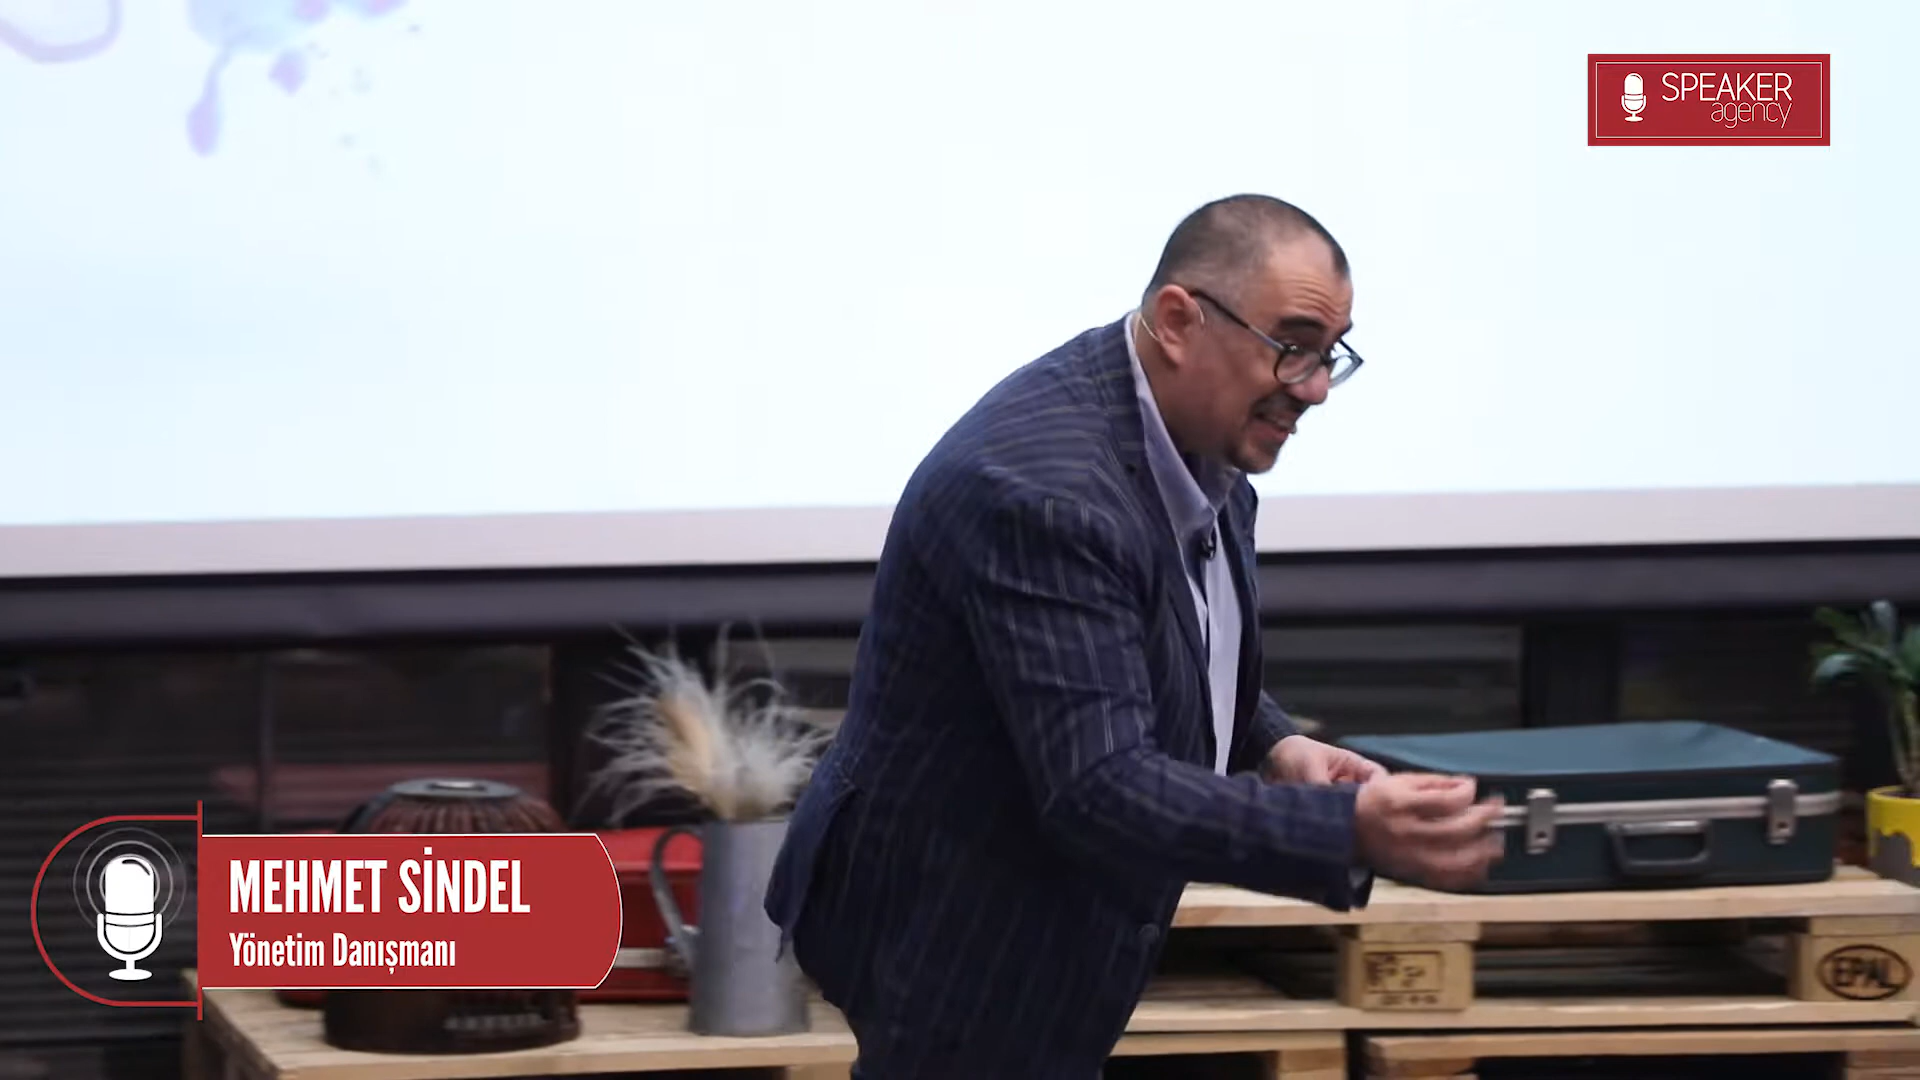 SPEAKER
agency
MEHMET SİNDEL
Yönetim Danışmanı
EPAL